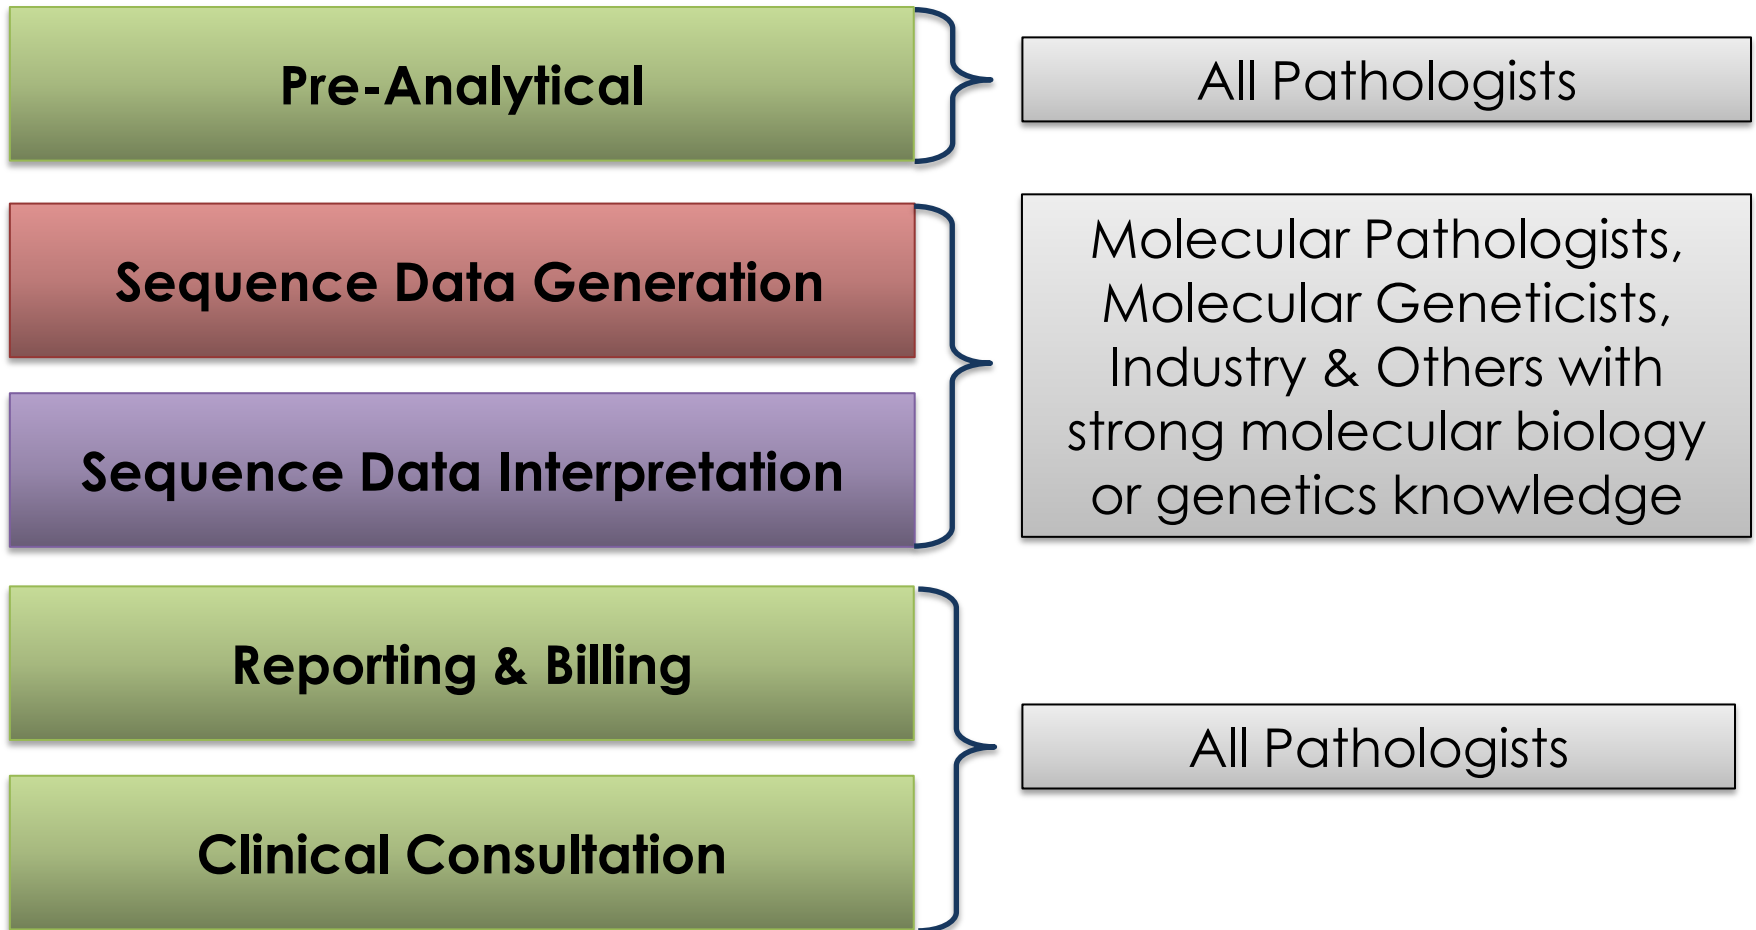 Pre-Analytical
All Pathologists
Sequence Data Generation
Sequence Data Interpretation
Molecular Pathologists,
Molecular Geneticists,
Industry & Others with
strong molecular biology
or genetics knowledge
Reporting & Billing
Clinical Consultation
All Pathologists